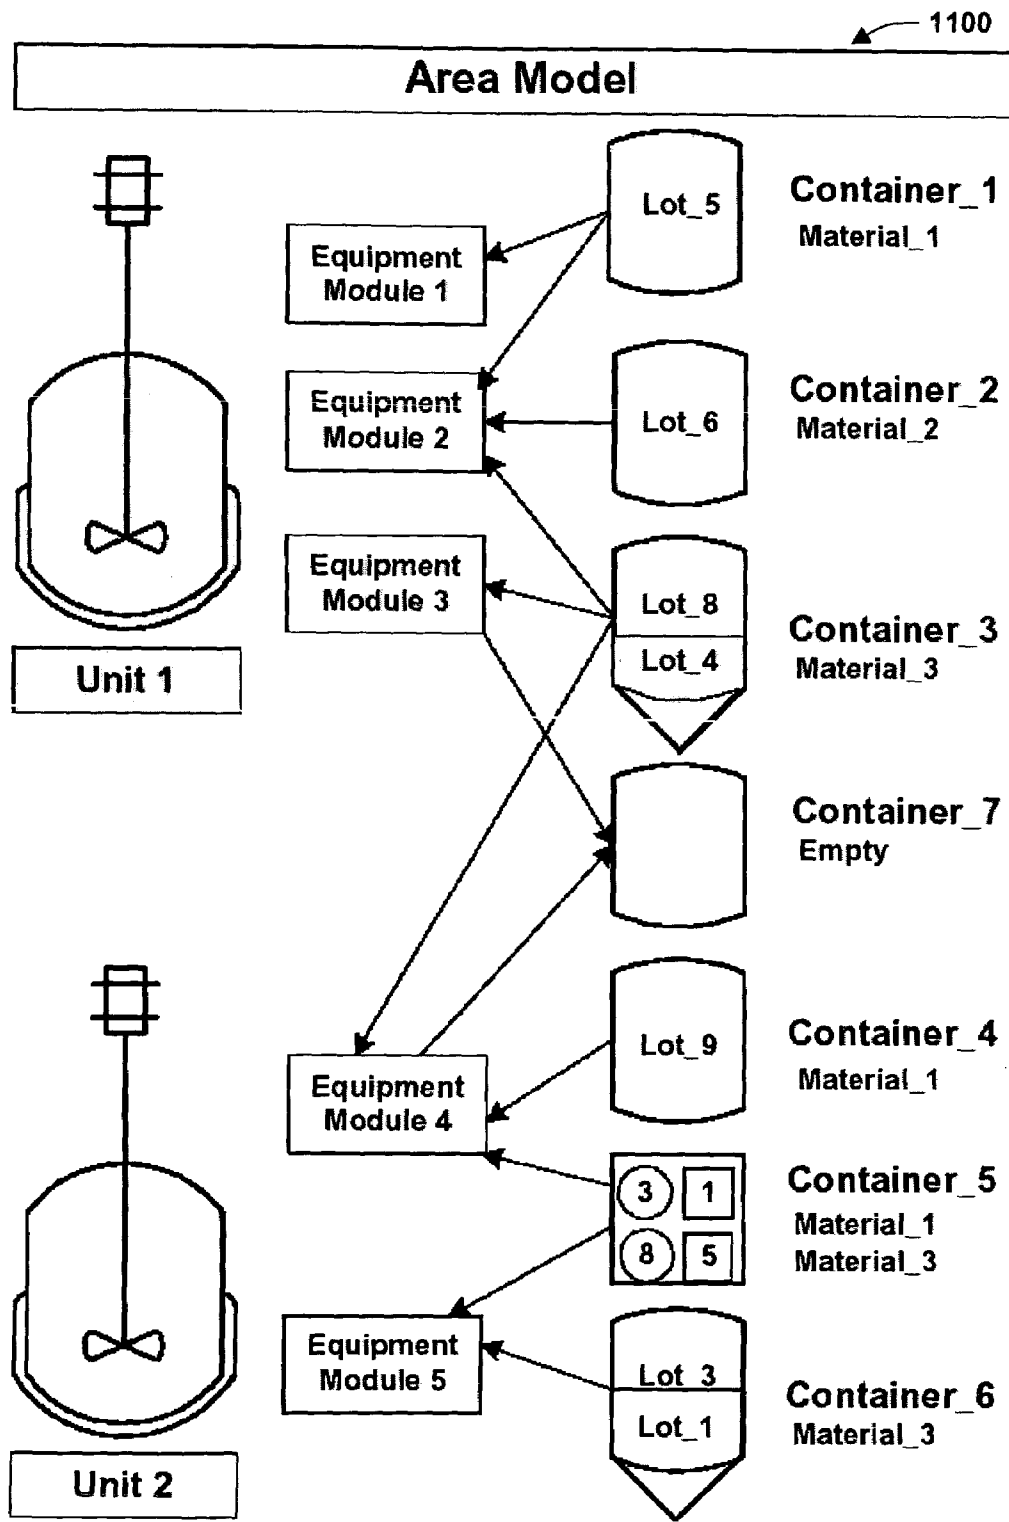 1100
Area Model
Lot_5
Container_1
Material_1
Equipment
Module 1
Equipment
Module 2
Lot_6
Container_2
Material_2
Equipment
Module 3
Lot_8
Lot_4
Container_3
Material_3
Unit 1
Container_7
Empty
Lot_9
Container_4
Material_1
Equipment
Module 4
3
1
8
5
Container_5
Material_1
Material_3
Equipment
Module 5
Lot_3
Lot_1
Container_6
Material_3
Unit 2